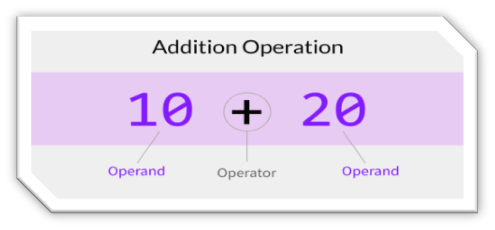 Addition Operation
10 + 20
Operand Operator Operand